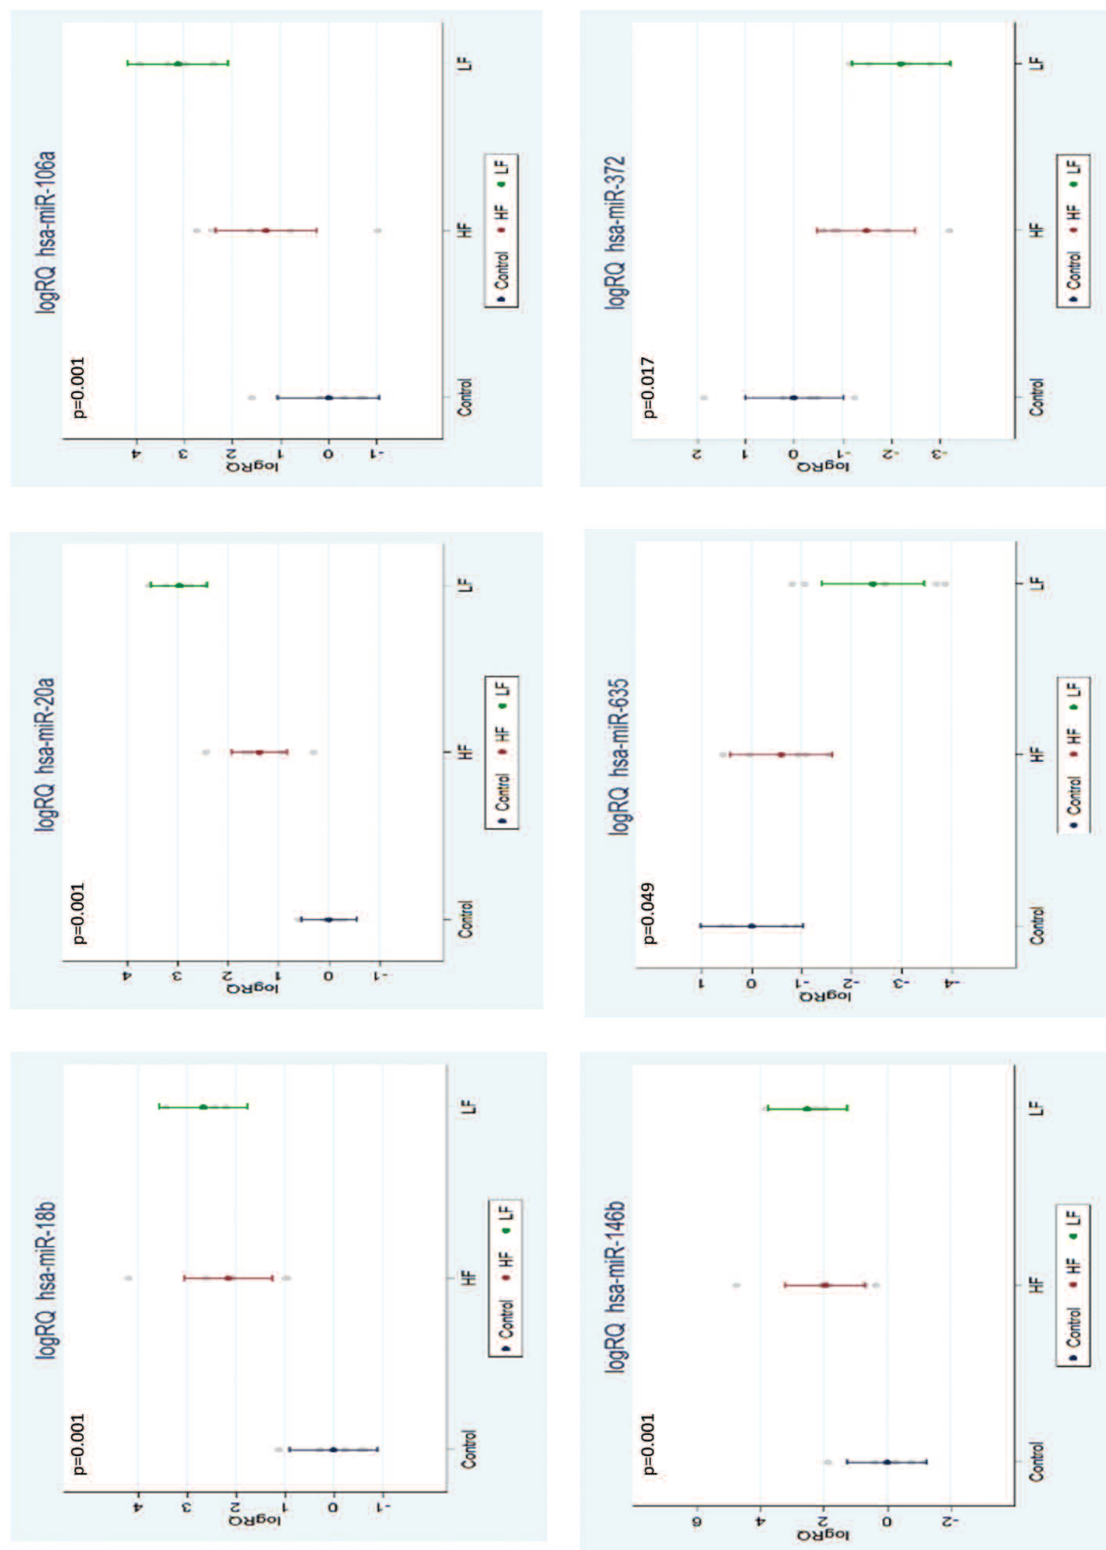 logRQ hsa-miR-18b
p=0.001
logRQ
4
3
2
1
0
-1
Control HF LF
Control HF LF
logRQ hsa-miR-20a
p=0.001
logRQ
4
3
2
1
0
-1
Control HF LF
Control HF LF
logRQ hsa-miR-106a
p=0.001
logRQ
4
3
2
1
0
-1
Control HF LF
Control HF LF
logRQ hsa-miR-146b
p=0.001
logRQ
6
4
2
0
-2
Control HF LF
Control HF LF
logRQ hsa-miR-635
p=0.049
logRQ
1
0
-1
-2
-3
-4
Control HF LF
Control HF LF
logRQ hsa-miR-372
p=0.017
logRQ
2
1
0
-1
-2
-3
Control HF LF
Control HF LF